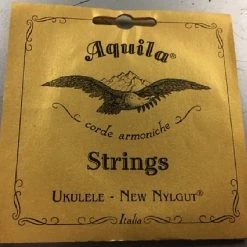 Aquila®
corde armoniche
Strings
UKULELE - NEW NYLGUT®
Italia